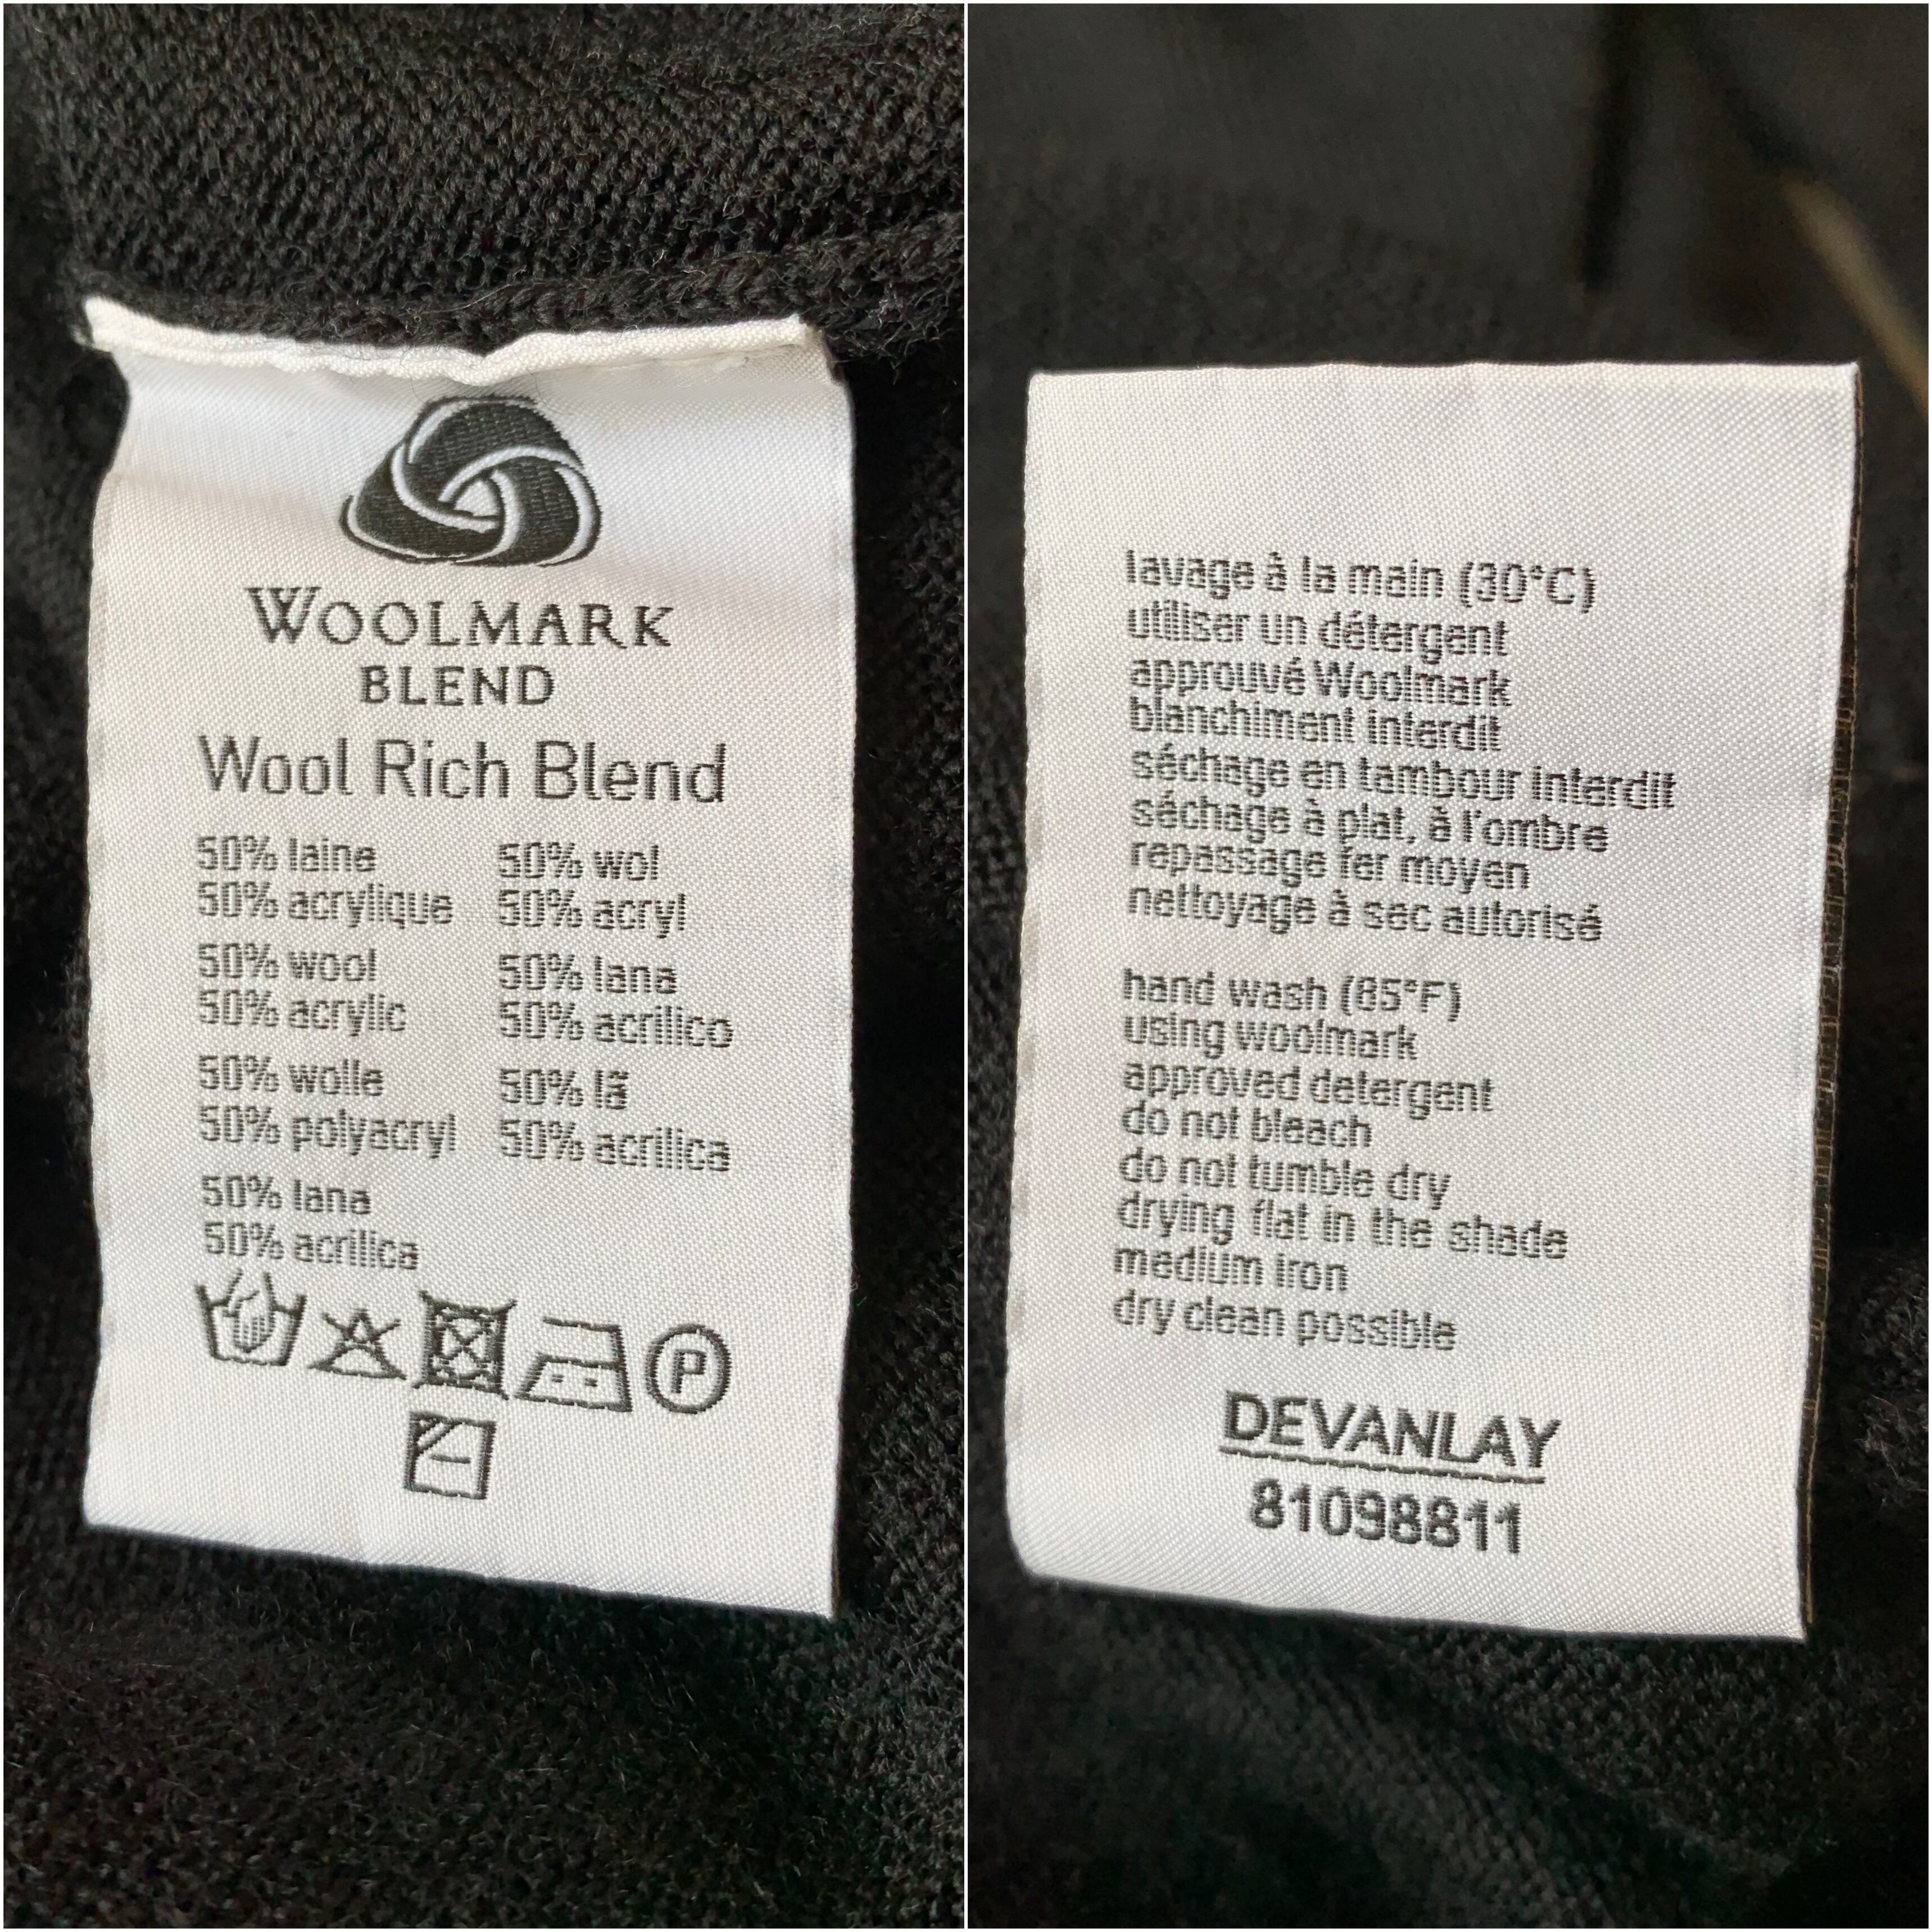 WOOLMARK
BLEND
Wool Rich Blend
50% laine
50% acrylique
50% wool
50% acrylic
50% wolle
50% polyacryl
50% lana
50% acrilica
50% wol
50% acryl
50% lana
50% acrilico
50% lã
50% acrilica
P
lavage à la main (30°C)
utiliser un détergent
approuvé Woolmark
blanchiment interdit
séchage en tambour interdit
séchage à plat, à l'ombre
repassage fer moyen
nettoyage à sec autorisé
hand wash (85°F)
using woolmark
approved detergent
do not bleach
do not tumble dry
drying flat in the shade
medium iron
dry clean possible
DEVANLAY
81098811